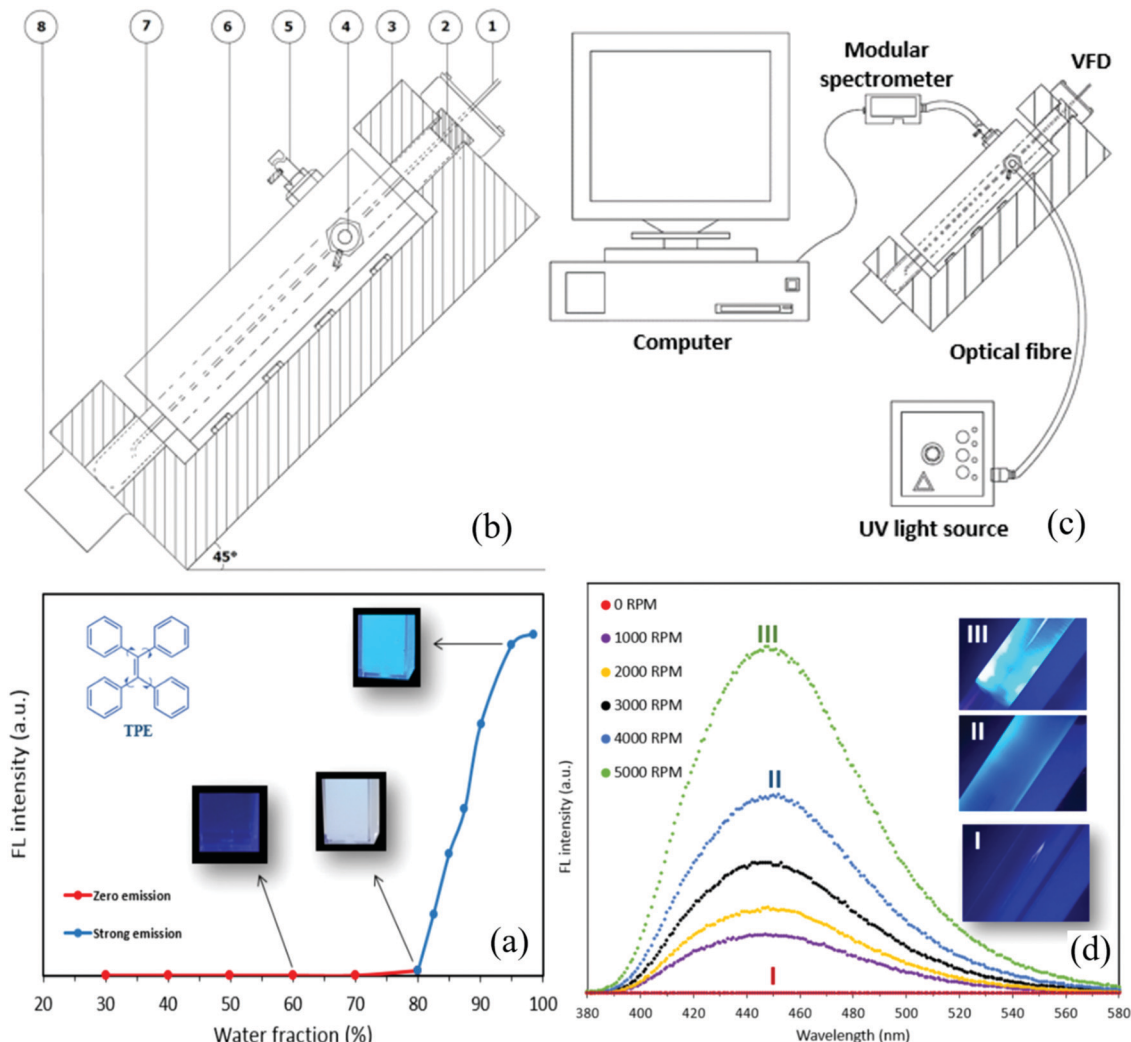 8 7 6 5 4 3 2 1
45°
(b)
Modular
spectrometer
VFD
Computer
Optical fibre
UV light source
(c)
FL intensity (a.u.)
TPE
Zero emission
Strong emission
(a)
20 30 40 50 60 70 80 90 100
Water fraction (%)
FL intensity (a.u.)
0 RPM
1000 RPM
2000 RPM
3000 RPM
4000 RPM
5000 RPM
III
II
I
III
II
I
(d)
380 400 420 440 460 480 500 520 540 560 580
Wavelength (nm)